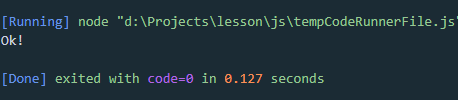 [Running] node "d:\Projects\lesson\js\tempCodeRunnerFile.js"
Ok!
[Done] exited with code=0 in 0.127 seconds